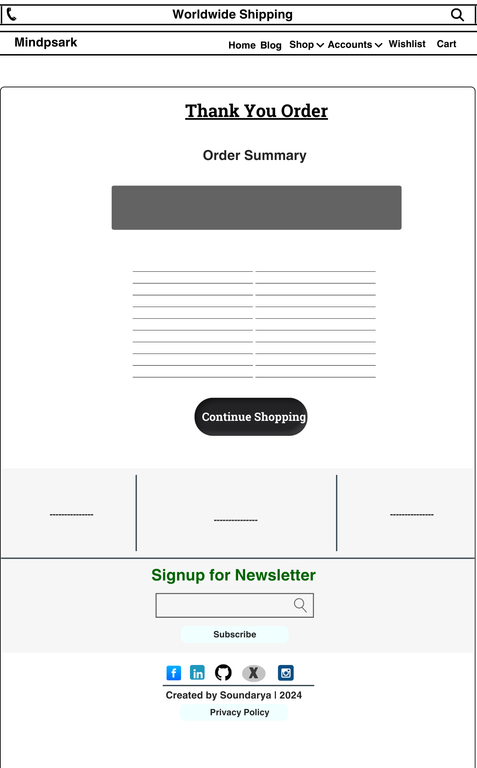 Worldwide Shipping
Mindpsark
Home Blog Shop Accounts Wishlist Cart
Thank You Order
Order Summary
Continue Shopping
---------------
---------------
---------------
Signup for Newsletter
Subscribe
Created by Soundarya | 2024
Privacy Policy